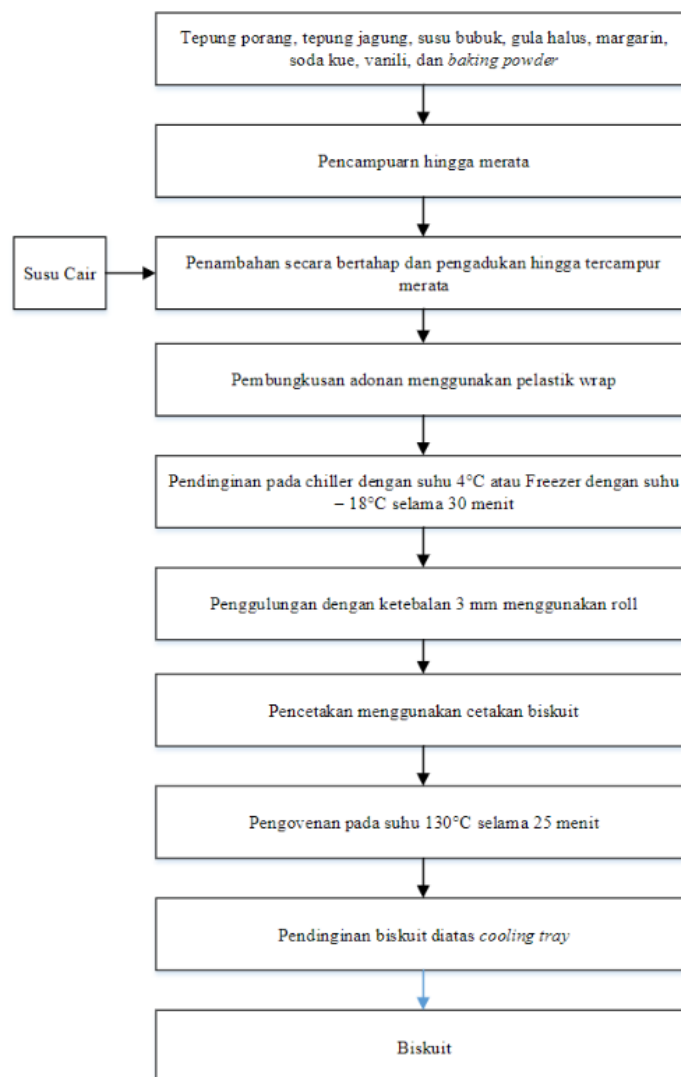 Tepung porang, tepung jagung, susu bubuk, gula halus, margarin,
soda kue, vanili, dan baking powder
Pencampuarn hingga merata
Susu Cair
Penambahan secara bertahap dan pengadukan hingga tercampur
merata
Pembungkusan adonan menggunakan pelastik wrap
Pendinginan pada chiller dengan suhu 4°C atau Freezer dengan suhu
– 18°C selama 30 menit
Penggulungan dengan ketebalan 3 mm menggunakan roll
Pencetakan menggunakan cetakan biskuit
Pengovenan pada suhu 130°C selama 25 menit
Pendinginan biskuit diatas cooling tray
Biskuit